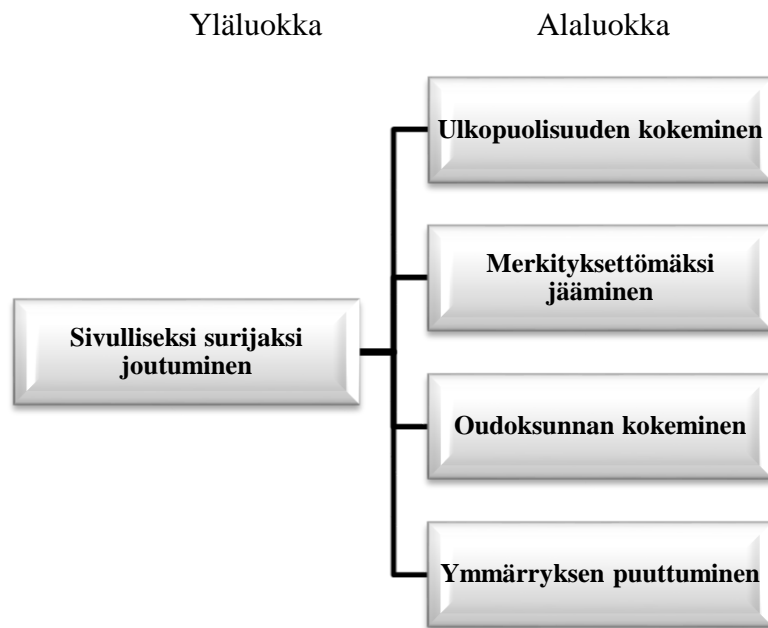 Yläluokka Alaluokka
Ulkopuolisuuden kokeminen
Merkityksettömäksi
jääminen
Sivulliseksi surijaksi
joutuminen
Oudoksunnan kokeminen
Ymmärryksen puuttuminen